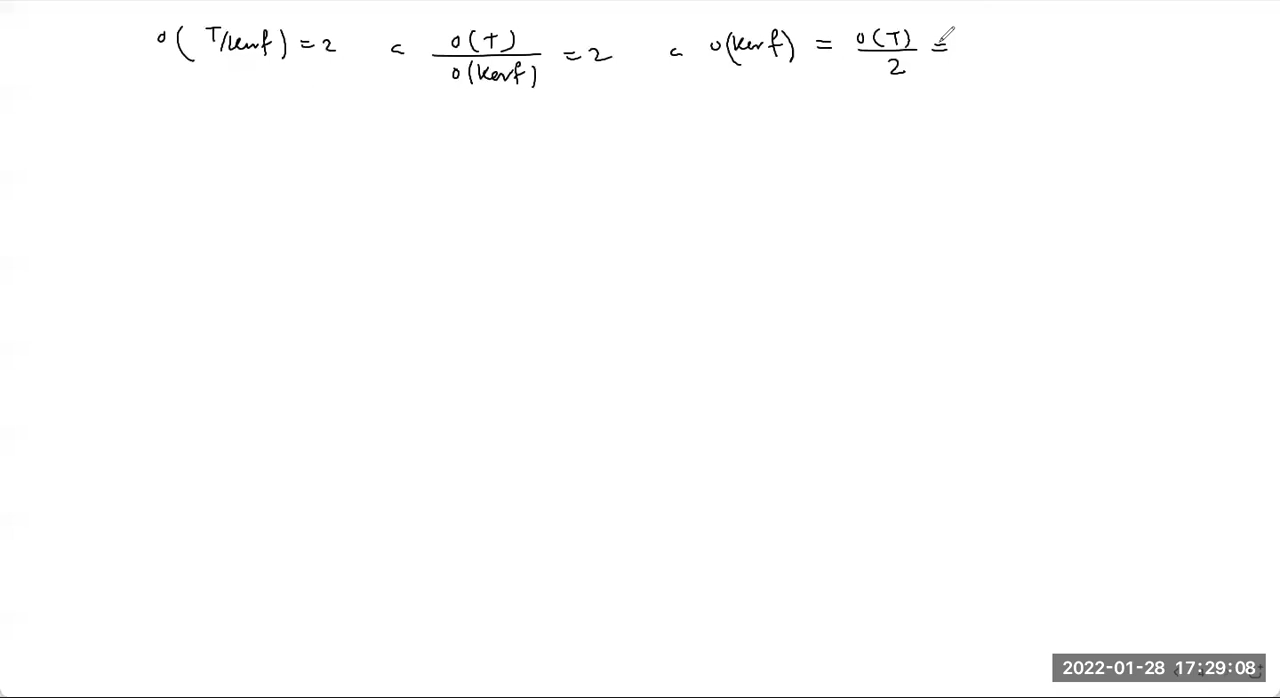 o( T/kerf ) = 2 ⊂ o(T)/o(kerf) = 2 ⊂ o(kerf) = o(T)/2 =
2022-01-28 17:29:08